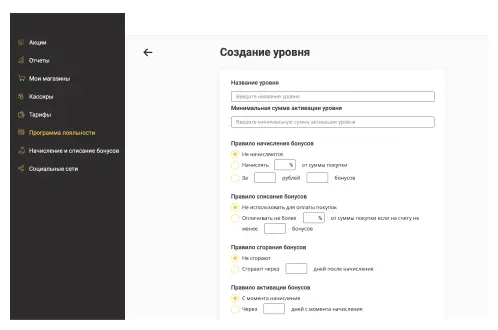 Акции
Отчеты
Мои магазины
Кассиры
Тарифы
Программа лояльности
Начисление и списание бонусов
Социальные сети
Создание уровня
Название уровня
Введите название уровня
Минимальная сумма активации уровня
Введите минимальную сумму активации уровня
Правило начисления бонусов
Не начисляются
Начислять % от суммы покупки
За рублей бонусов
Правило списания бонусов
Не использовать для оплаты покупок
Оплачивать не более % от суммы покупки если на счету не
менее бонусов
Правило сгорания бонусов
Не сгорают
Сгорают через дней после начисления
Правило активации бонусов
С момента начисления
Через дней с момента начисления